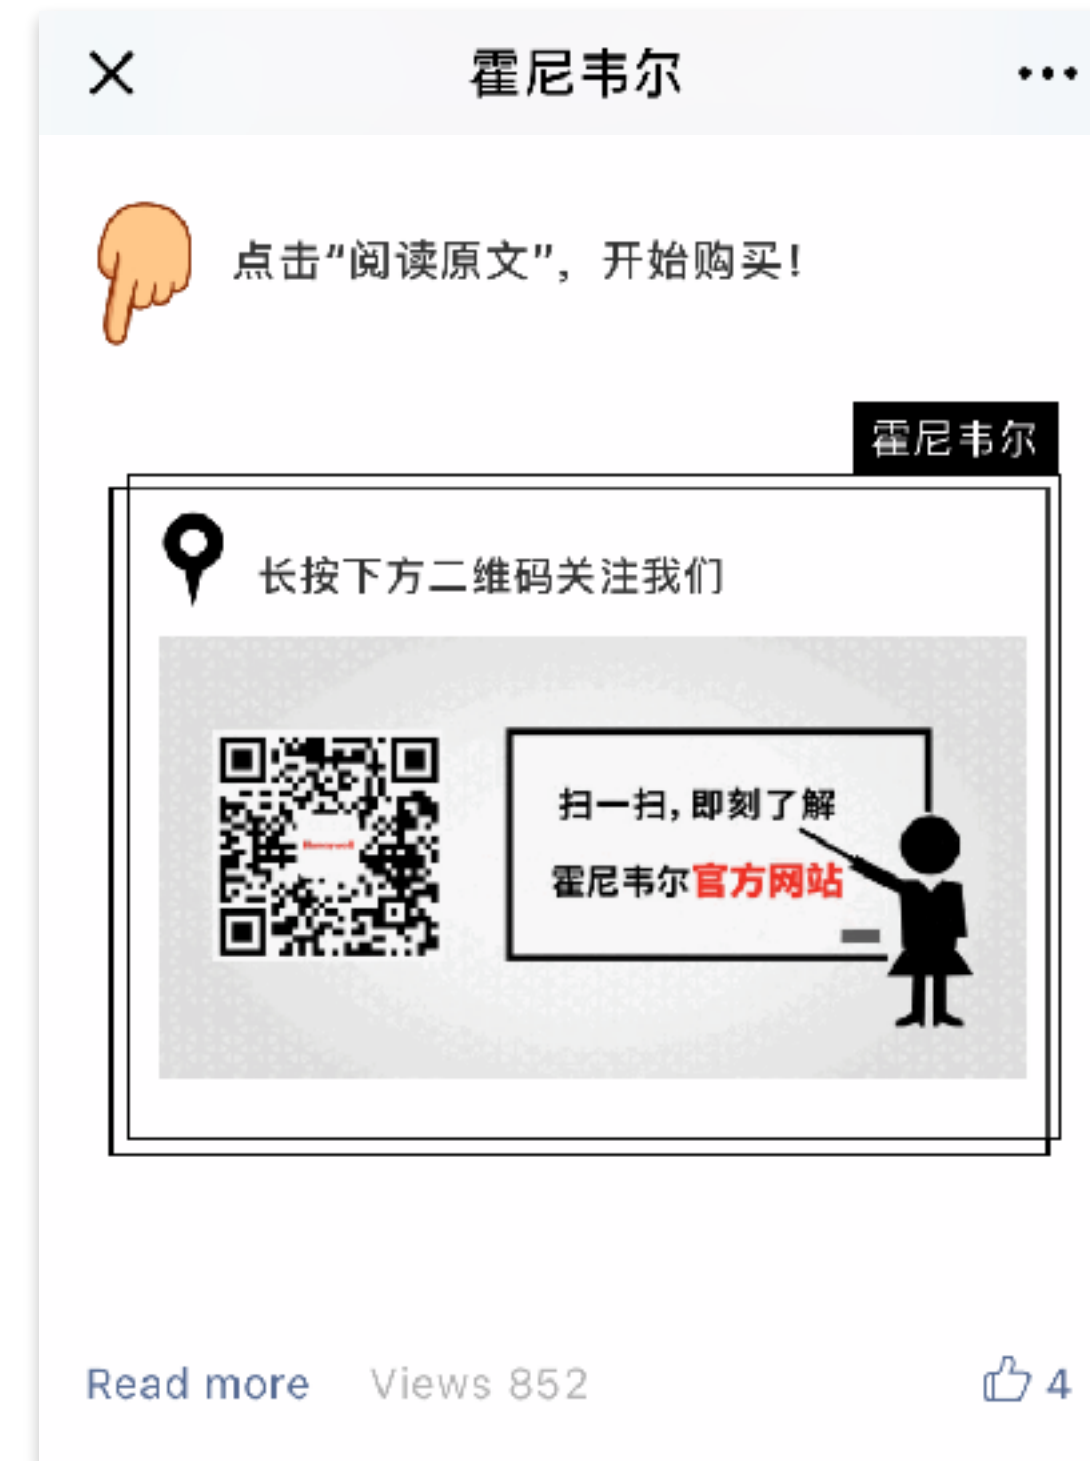 霍尼韦尔
点击“阅读原文”，开始购买！
霍尼韦尔
长按下方二维码关注我们
扫一扫，即刻了解
霍尼韦尔官方网站
Honeywell
Read more Views 852 4